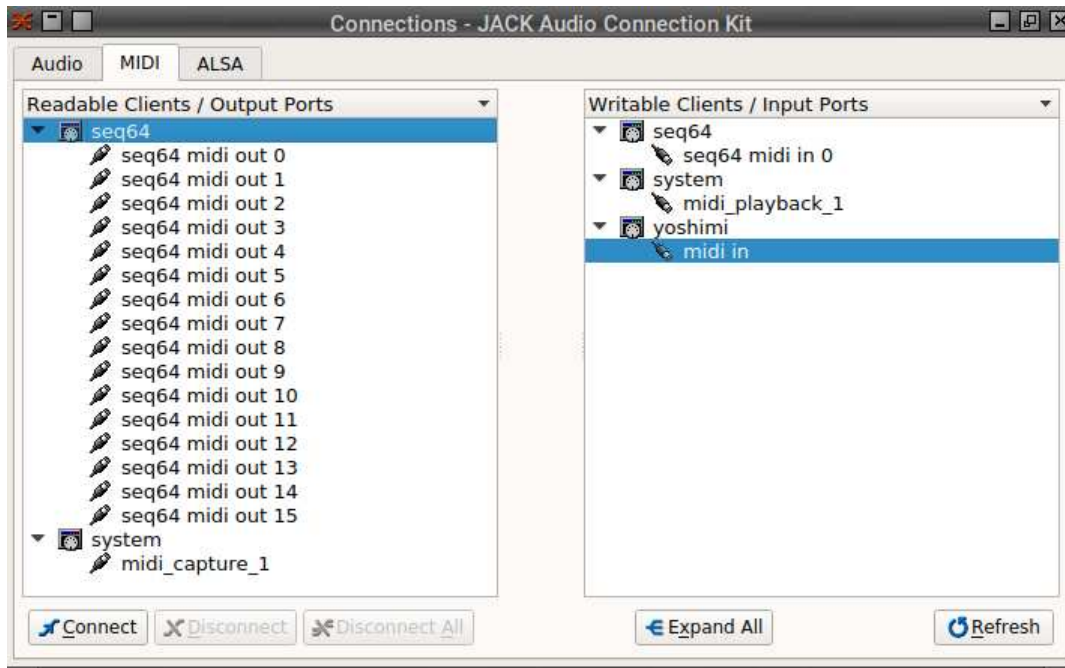 Connections - JACK Audio Connection Kit
Audio MIDI ALSA
Readable Clients / Output Ports
seq64
seq64 midi out 0
seq64 midi out 1
seq64 midi out 2
seq64 midi out 3
seq64 midi out 4
seq64 midi out 5
seq64 midi out 6
seq64 midi out 7
seq64 midi out 8
seq64 midi out 9
seq64 midi out 10
seq64 midi out 11
seq64 midi out 12
seq64 midi out 13
seq64 midi out 14
seq64 midi out 15
system
midi_capture_1
Writable Clients / Input Ports
seq64
seq64 midi in 0
system
midi_playback_1
yoshimi
midi in
Connect Disconnect Disconnect All Expand All Refresh